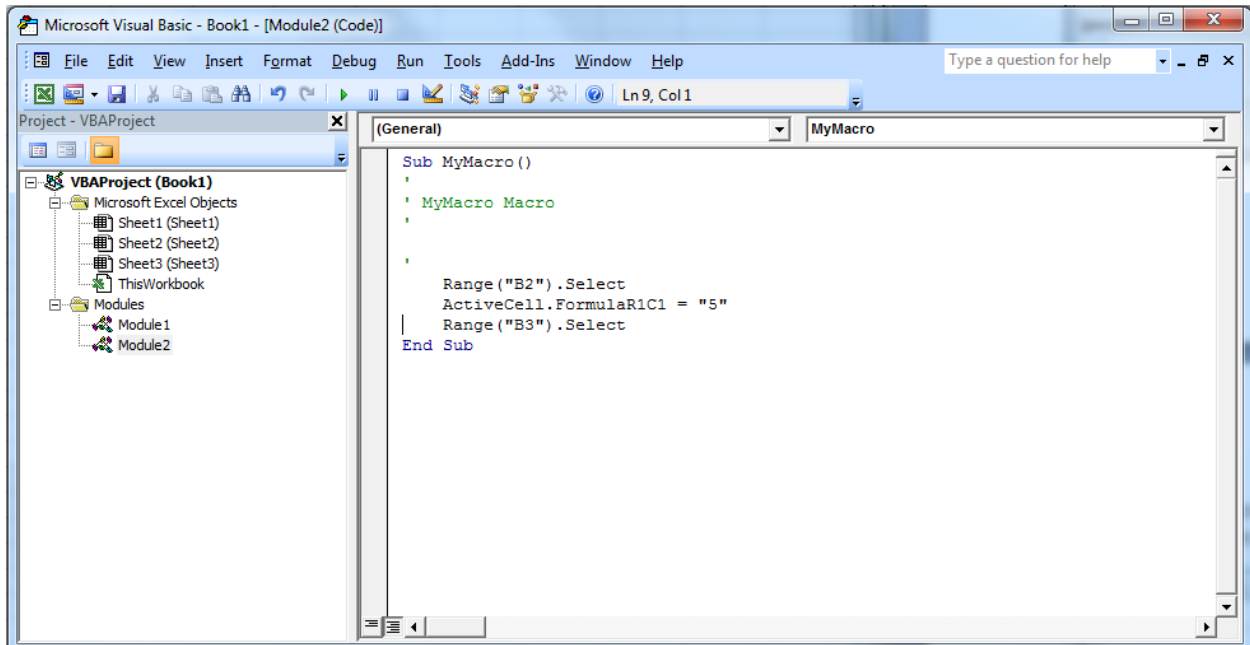 Microsoft Visual Basic - Book1 - [Module2 (Code)]
File Edit View Insert Format Debug Run Tools Add-Ins Window Help
Type a question for help
Ln 9, Col 1
Project - VBAProject
VBAProject (Book1)
Microsoft Excel Objects
Sheet1 (Sheet1)
Sheet2 (Sheet2)
Sheet3 (Sheet3)
ThisWorkbook
Modules
Module1
Module2
(General)
MyMacro
Sub MyMacro()
'
' MyMacro Macro
'
'
Range("B2").Select
ActiveCell.FormulaR1C1 = "5"
Range("B3").Select
End Sub